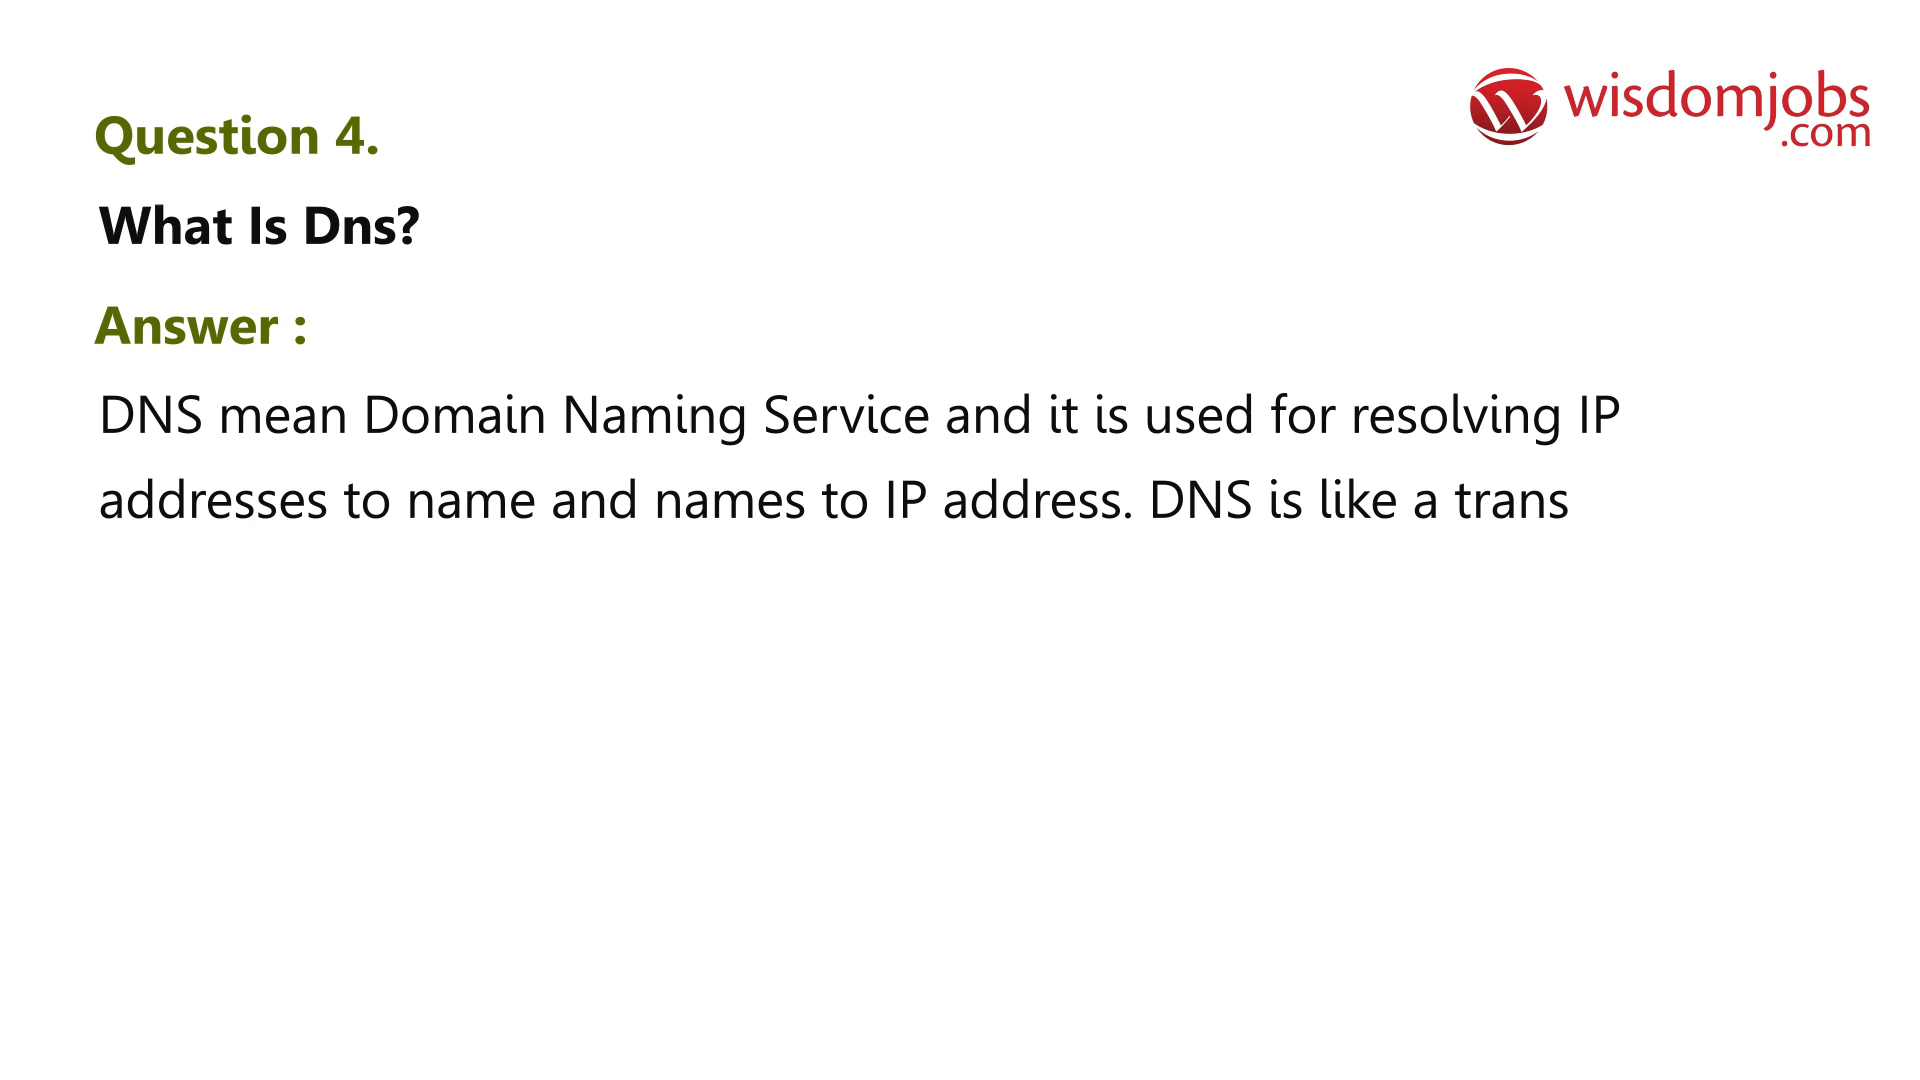 wisdomjobs
.com
Question 4.
What Is Dns?
Answer :
DNS mean Domain Naming Service and it is used for resolving IP
addresses to name and names to IP address. DNS is like a trans